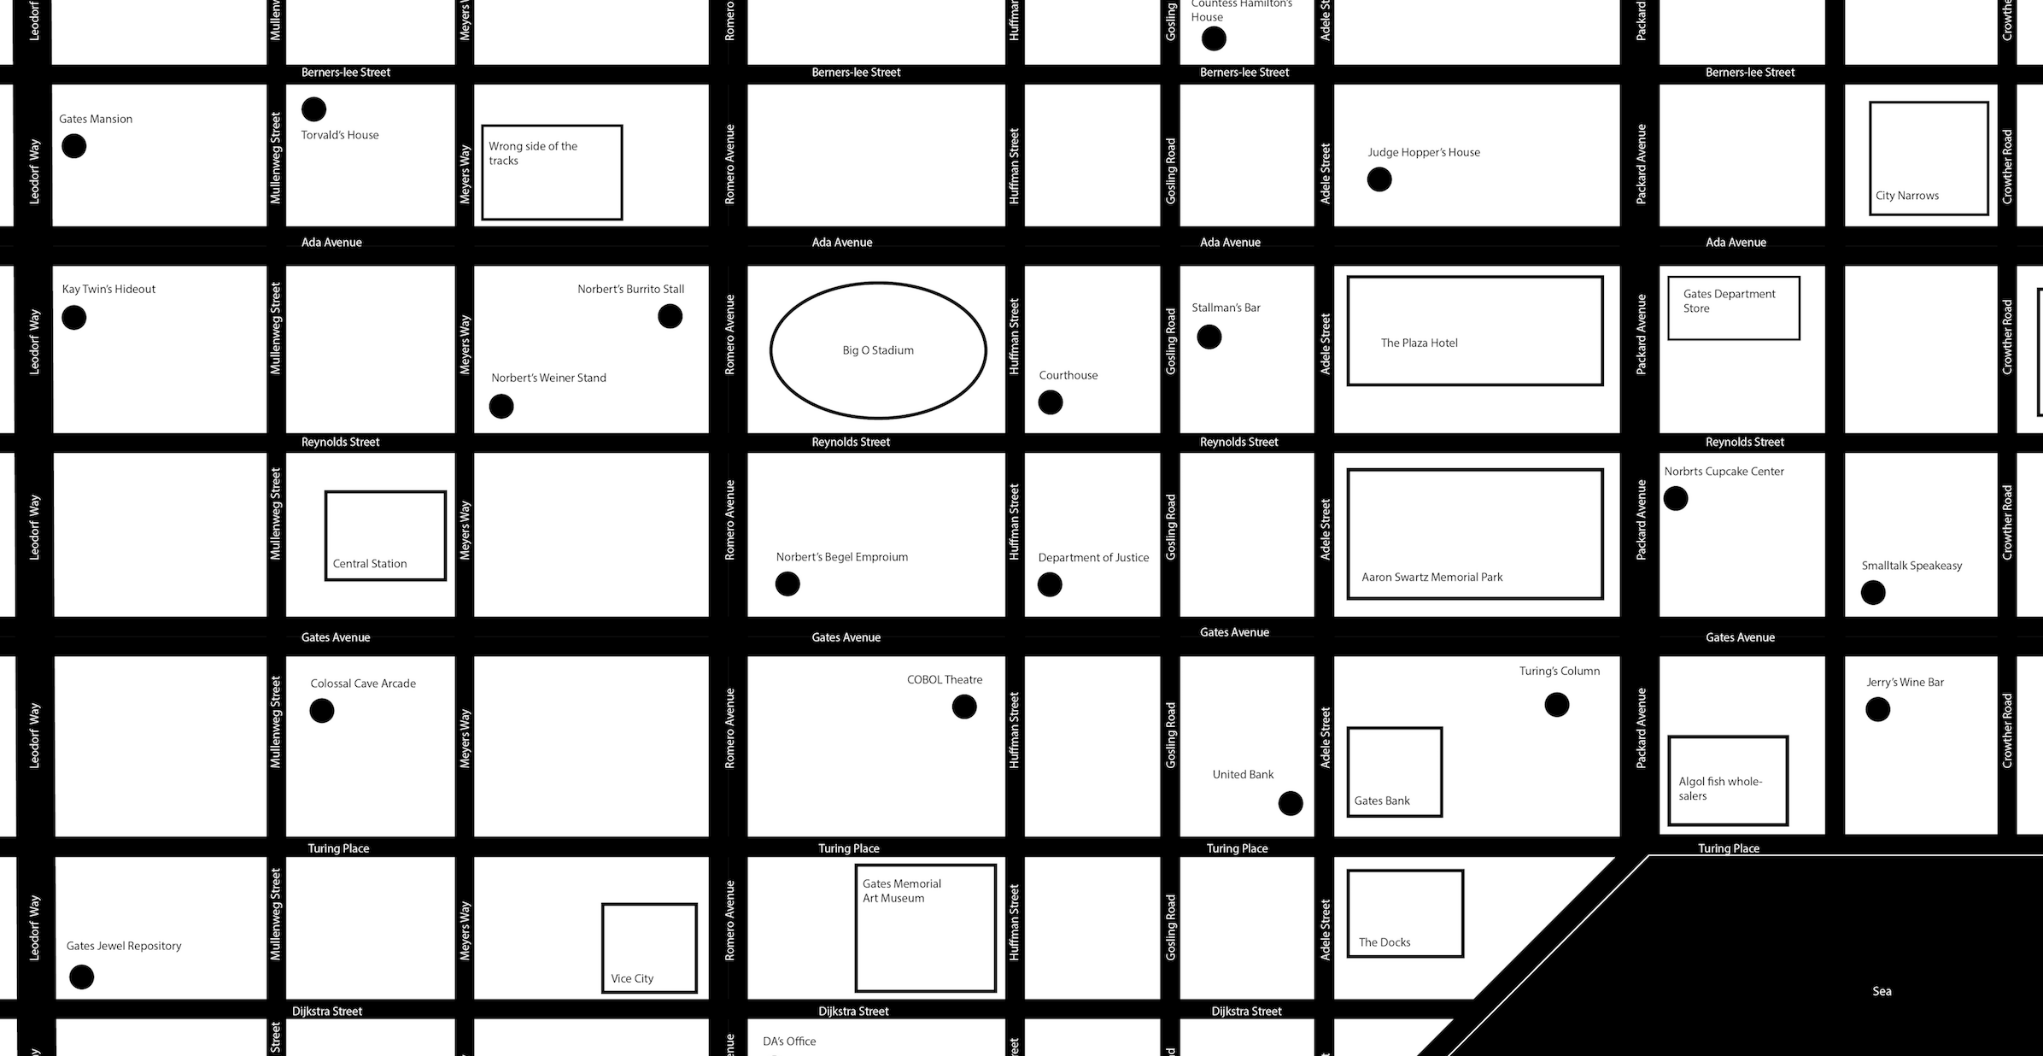 Countess Hamilton's
House
Leodorf
Mullenw
Meyers W
Romero
Huffman
Gosling
Adele St
Packard
Crowthe
Berners-lee Street
Berners-lee Street
Berners-lee Street
Berners-lee Street
Gates Mansion
Torvald's House
Wrong side of the
tracks
Judge Hopper's House
City Narrows
Leodorf Way
Mullenweg Street
Meyers Way
Romero Avenue
Huffman Street
Gosling Road
Adele Street
Packard Avenue
Crowther Road
Ada Avenue
Ada Avenue
Ada Avenue
Ada Avenue
Kay Twin's Hideout
Norbert's Burrito Stall
Norbert's Weiner Stand
Big O Stadium
Courthouse
Stallman's Bar
The Plaza Hotel
Gates Department
Store
Leodorf Way
Mullenweg Street
Meyers Way
Romero Avenue
Huffman Street
Gosling Road
Adele Street
Packard Avenue
Crowther Road
Reynolds Street
Reynolds Street
Reynolds Street
Reynolds Street
Norbrts Cupcake Center
Central Station
Norbert's Begel Emproium
Department of Justice
Aaron Swartz Memorial Park
Smalltalk Speakeasy
Leodorf Way
Mullenweg Street
Meyers Way
Romero Avenue
Huffman Street
Gosling Road
Adele Street
Packard Avenue
Crowther Road
Gates Avenue
Gates Avenue
Gates Avenue
Gates Avenue
Colossal Cave Arcade
COBOL Theatre
Turing's Column
Jerry's Wine Bar
United Bank
Gates Bank
Algol fish whole-
salers
Leodorf Way
Mullenweg Street
Meyers Way
Romero Avenue
Huffman Street
Gosling Road
Adele Street
Packard Avenue
Crowther Road
Turing Place
Turing Place
Turing Place
Turing Place
Gates Memorial
Art Museum
Gates Jewel Repository
Vice City
The Docks
Sea
Leodorf Way
Mullenweg Street
Meyers Way
Romero Avenue
Huffman Street
Gosling Road
Adele Street
Dijkstra Street
Dijkstra Street
Dijkstra Street
DA's Office
Street